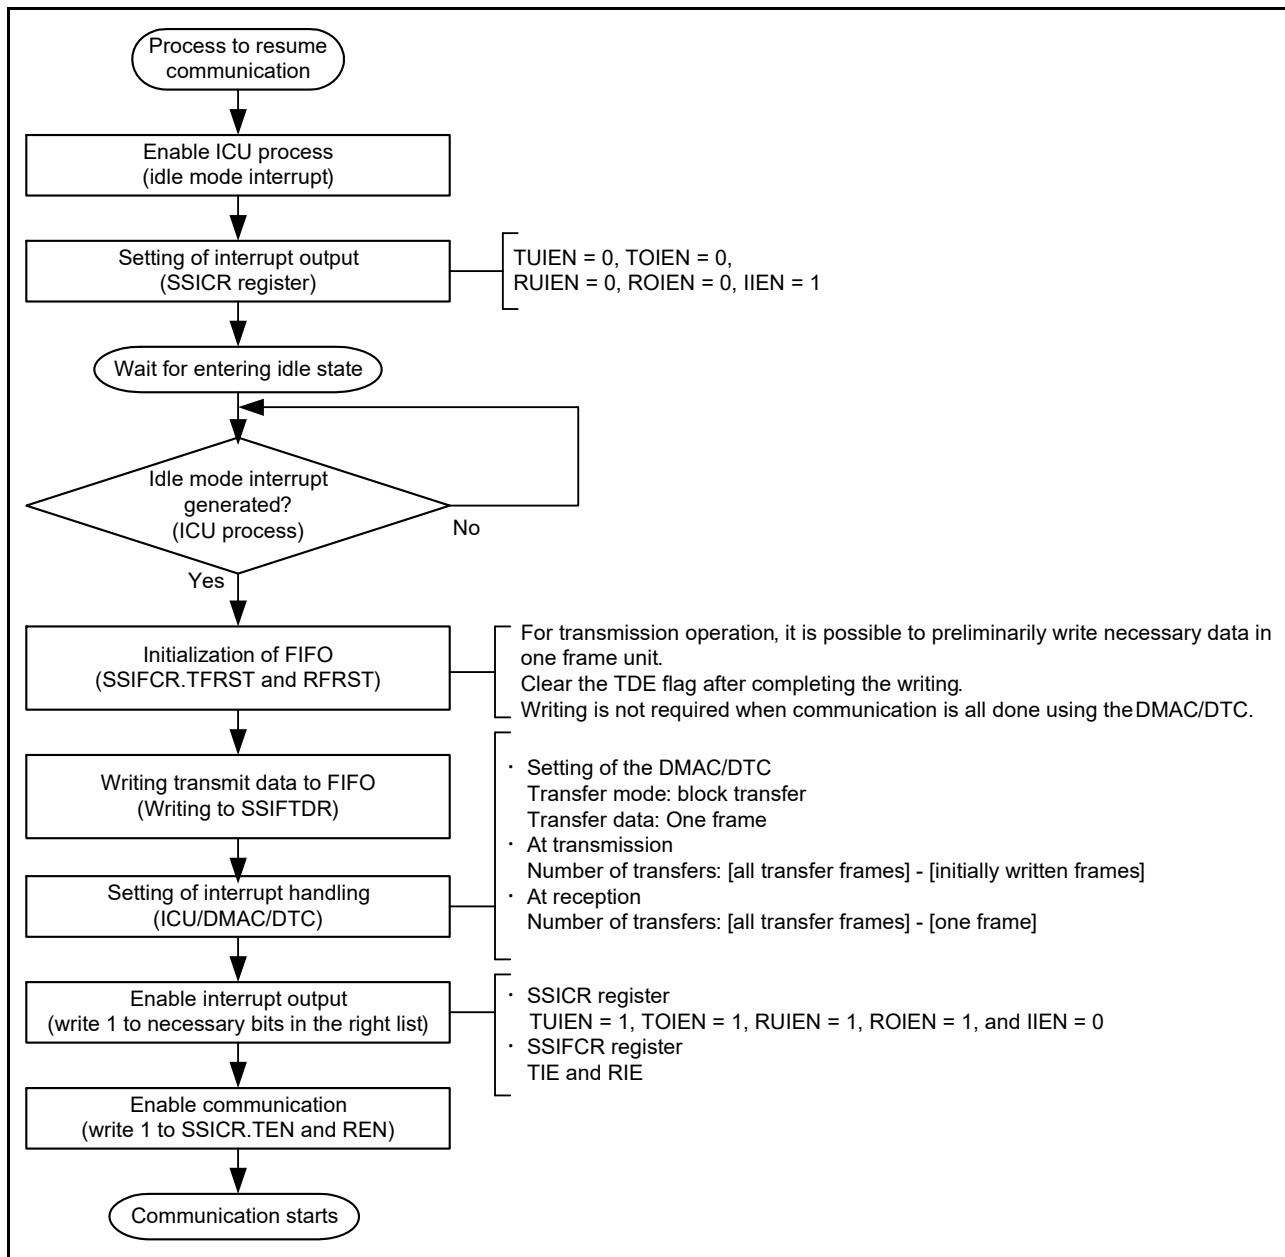 Process to resume
communication
Enable ICU process
(idle mode interrupt)
Setting of interrupt output
(SSICR register)
TUIEN = 0, TOIEN = 0,
RUIEN = 0, ROIEN = 0, IIEN = 1
Wait for entering idle state
Idle mode interrupt
generated?
(ICU process)
No
Yes
Initialization of FIFO
(SSIFCR.TFRST and RFRST)
For transmission operation, it is possible to preliminarily write necessary data in
one frame unit.
Clear the TDE flag after completing the writing.
Writing is not required when communication is all done using the DMAC/DTC.
Writing transmit data to FIFO
(Writing to SSIFTDR)
· Setting of the DMAC/DTC
Transfer mode: block transfer
Transfer data: One frame
· At transmission
Number of transfers: [all transfer frames] - [initially written frames]
· At reception
Number of transfers: [all transfer frames] - [one frame]
Setting of interrupt handling
(ICU/DMAC/DTC)
Enable interrupt output
(write 1 to necessary bits in the right list)
· SSICR register
TUIEN = 1, TOIEN = 1, RUIEN = 1, ROIEN = 1, and IIEN = 0
· SSIFCR register
TIE and RIE
Enable communication
(write 1 to SSICR.TEN and REN)
Communication starts